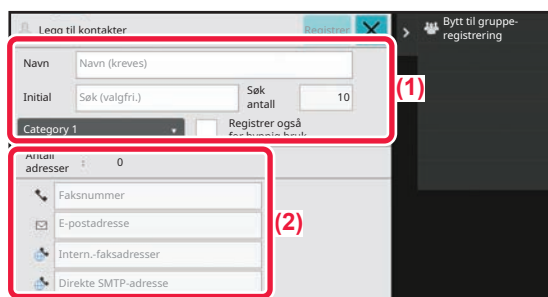 Legg til kontakter
Registrer
Bytt til gruppe-
registrering
Navn
Navn (kreves)
Initial
Søk (valgfri.)
Søk
antall
10
(1)
Category 1
Registrer også
for hyppig bruk
Antall
adresser : 0
Faksnummer
E-postadresse
(2)
Intern.-faksadresser
Direkte SMTP-adresse